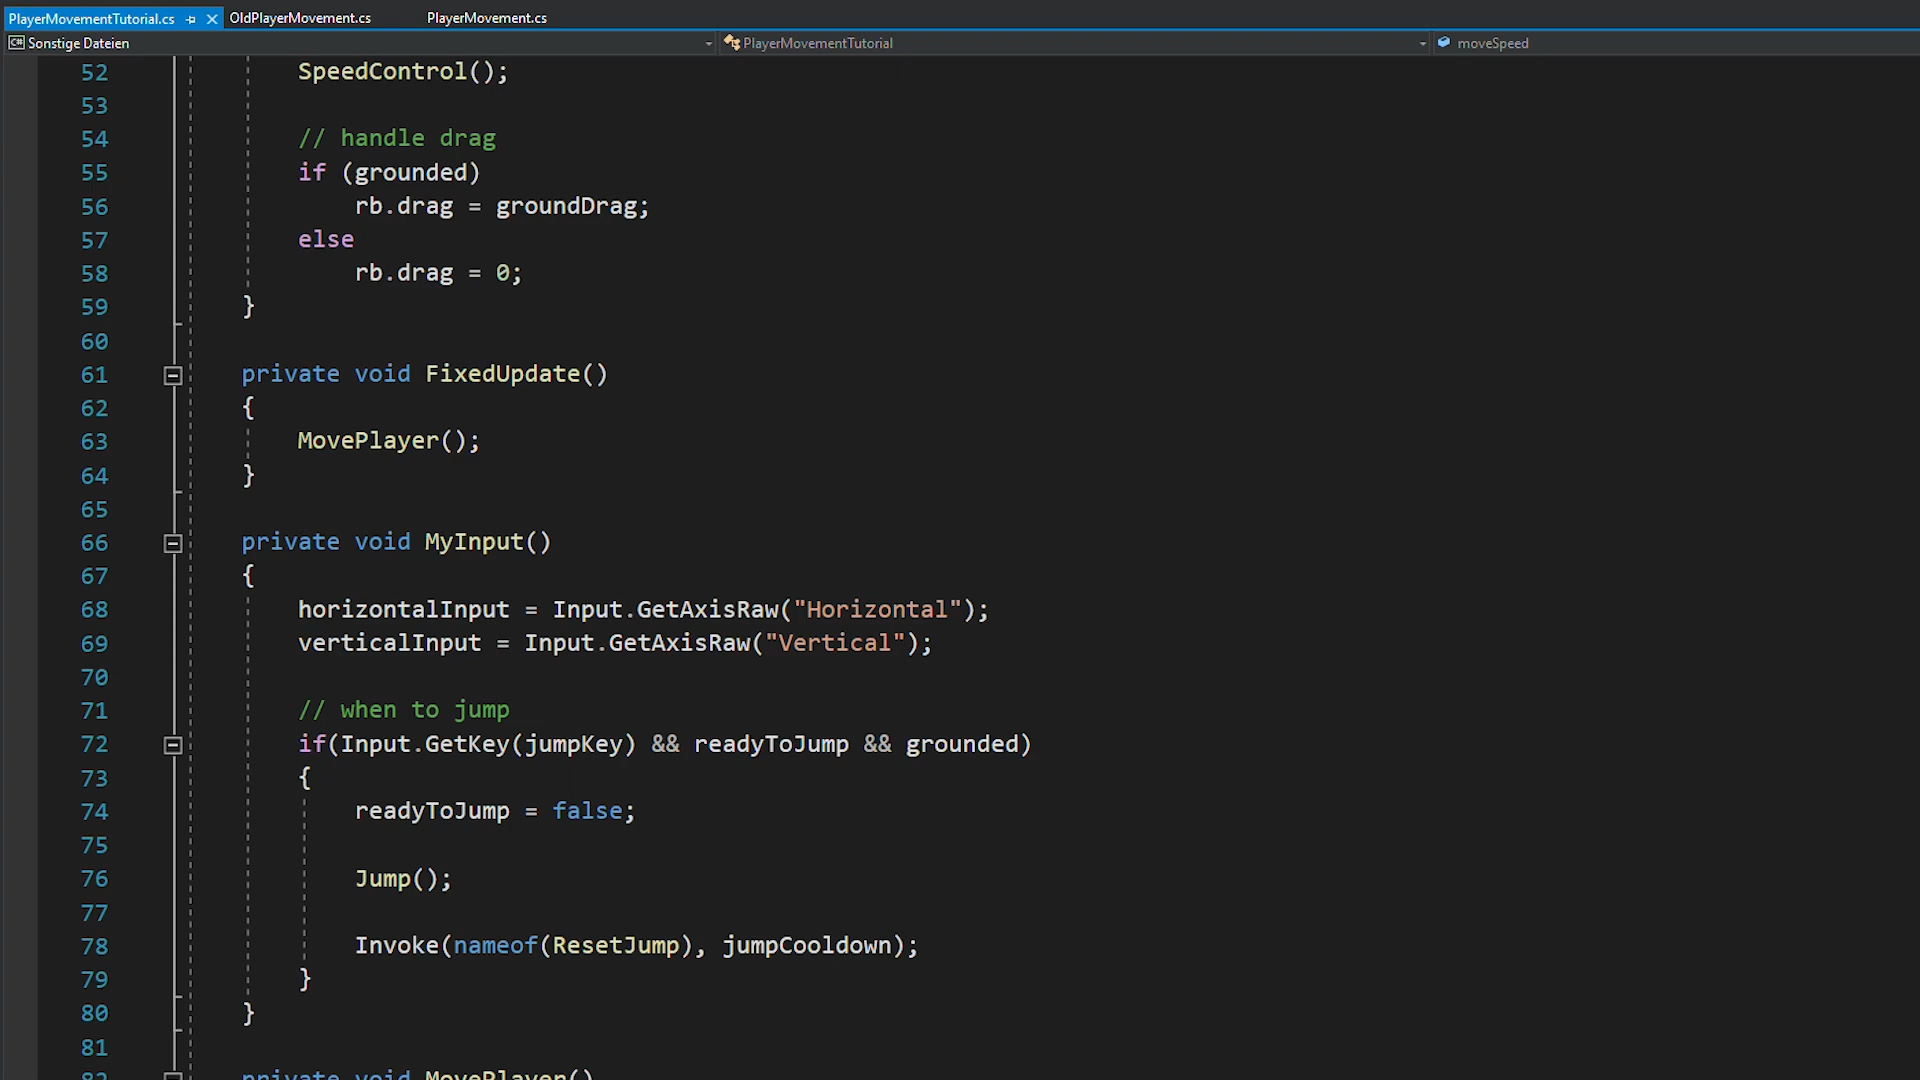 PlayerMovementTutorial.cs OldPlayerMovement.cs PlayerMovement.cs
C# Sonstige Dateien PlayerMovementTutorial moveSpeed
52 SpeedControl();
53
54 // handle drag
55 if (grounded)
56 rb.drag = groundDrag;
57 else
58 rb.drag = 0;
59 }
60
61 private void FixedUpdate()
62 {
63 MovePlayer();
64 }
65
66 private void MyInput()
67 {
68 horizontalInput = Input.GetAxisRaw("Horizontal");
69 verticalInput = Input.GetAxisRaw("Vertical");
70
71 // when to jump
72 if(Input.GetKey(jumpKey) && readyToJump && grounded)
73 {
74 readyToJump = false;
75
76 Jump();
77
78 Invoke(nameof(ResetJump), jumpCooldown);
79 }
80 }
81
82 private void MovePlayer()